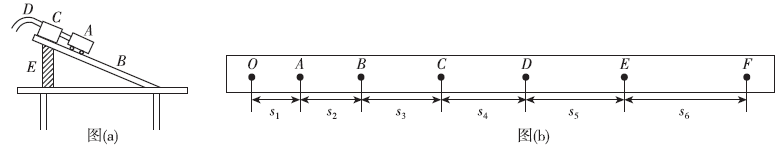 D C A
E B
图(a)
O A B C D E F
s₁ s₂ s₃ s₄ s₅ s₆
图(b)